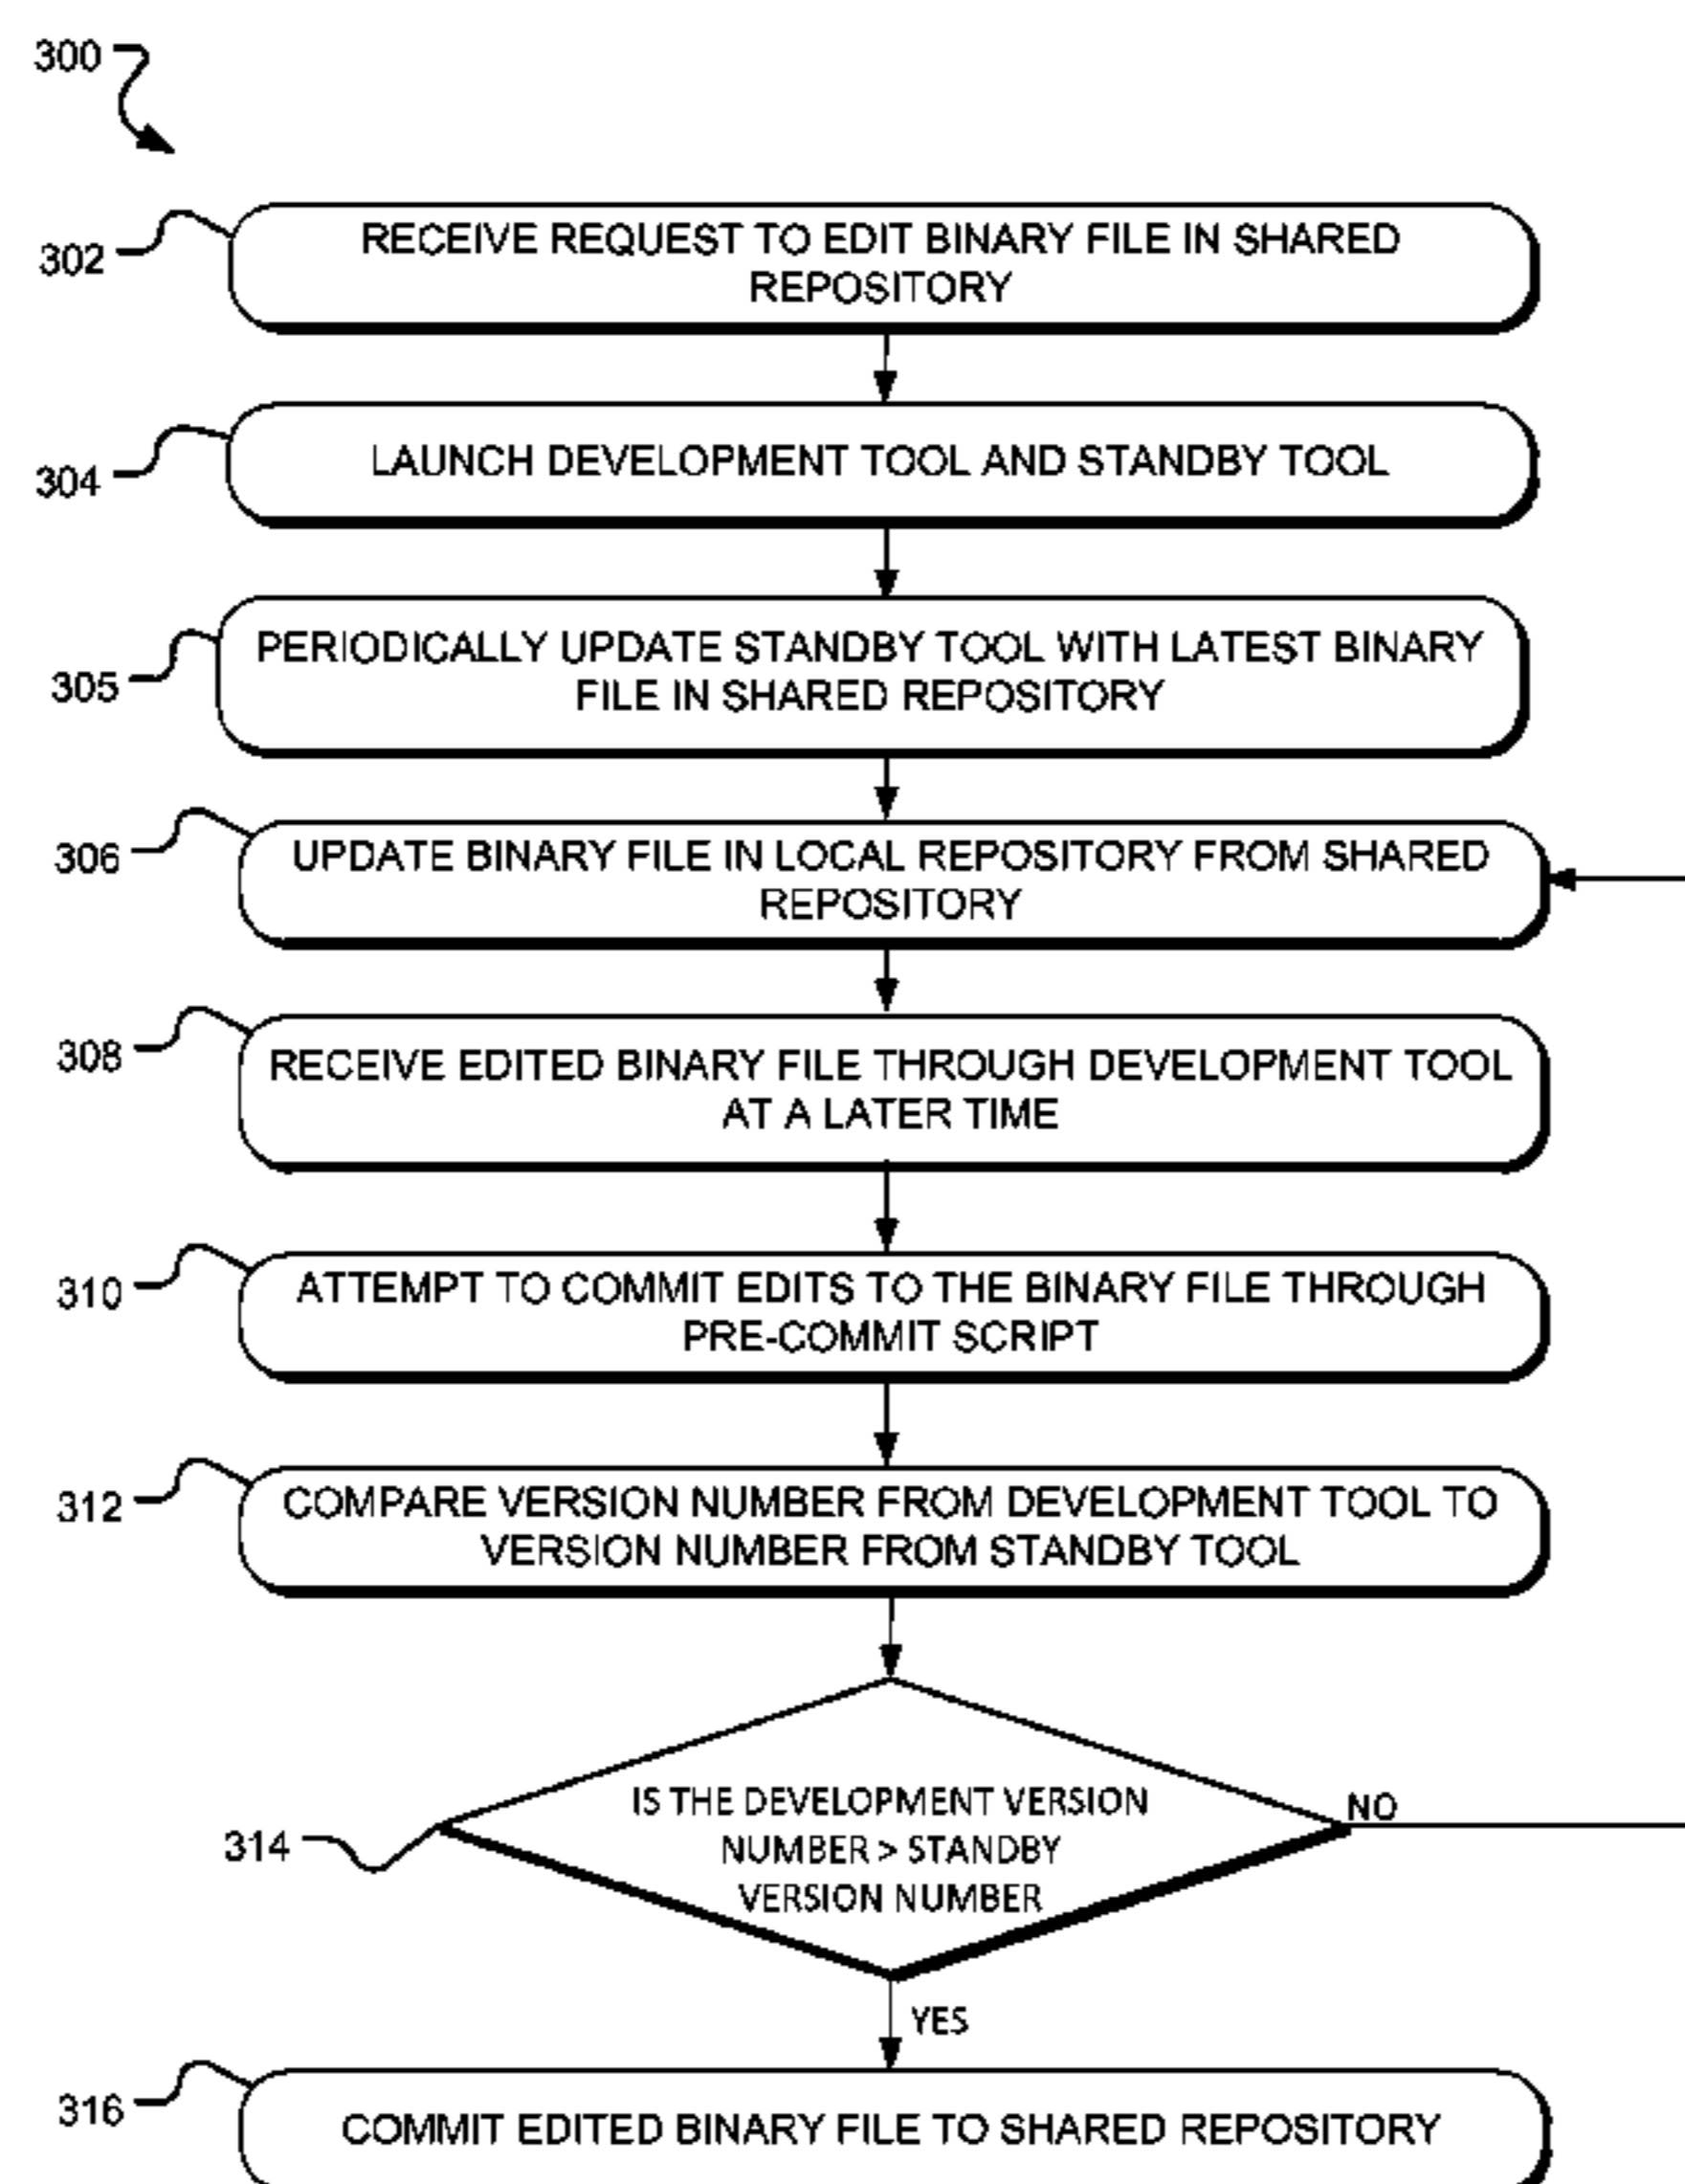 300
302
RECEIVE REQUEST TO EDIT BINARY FILE IN SHARED
REPOSITORY
304
LAUNCH DEVELOPMENT TOOL AND STANDBY TOOL
305
PERIODICALLY UPDATE STANDBY TOOL WITH LATEST BINARY
FILE IN SHARED REPOSITORY
306
UPDATE BINARY FILE IN LOCAL REPOSITORY FROM SHARED
REPOSITORY
308
RECEIVE EDITED BINARY FILE THROUGH DEVELOPMENT TOOL
AT A LATER TIME
310
ATTEMPT TO COMMIT EDITS TO THE BINARY FILE THROUGH
PRE-COMMIT SCRIPT
312
COMPARE VERSION NUMBER FROM DEVELOPMENT TOOL TO
VERSION NUMBER FROM STANDBY TOOL
314
IS THE DEVELOPMENT VERSION
NUMBER > STANDBY
VERSION NUMBER
NO
YES
316
COMMIT EDITED BINARY FILE TO SHARED REPOSITORY